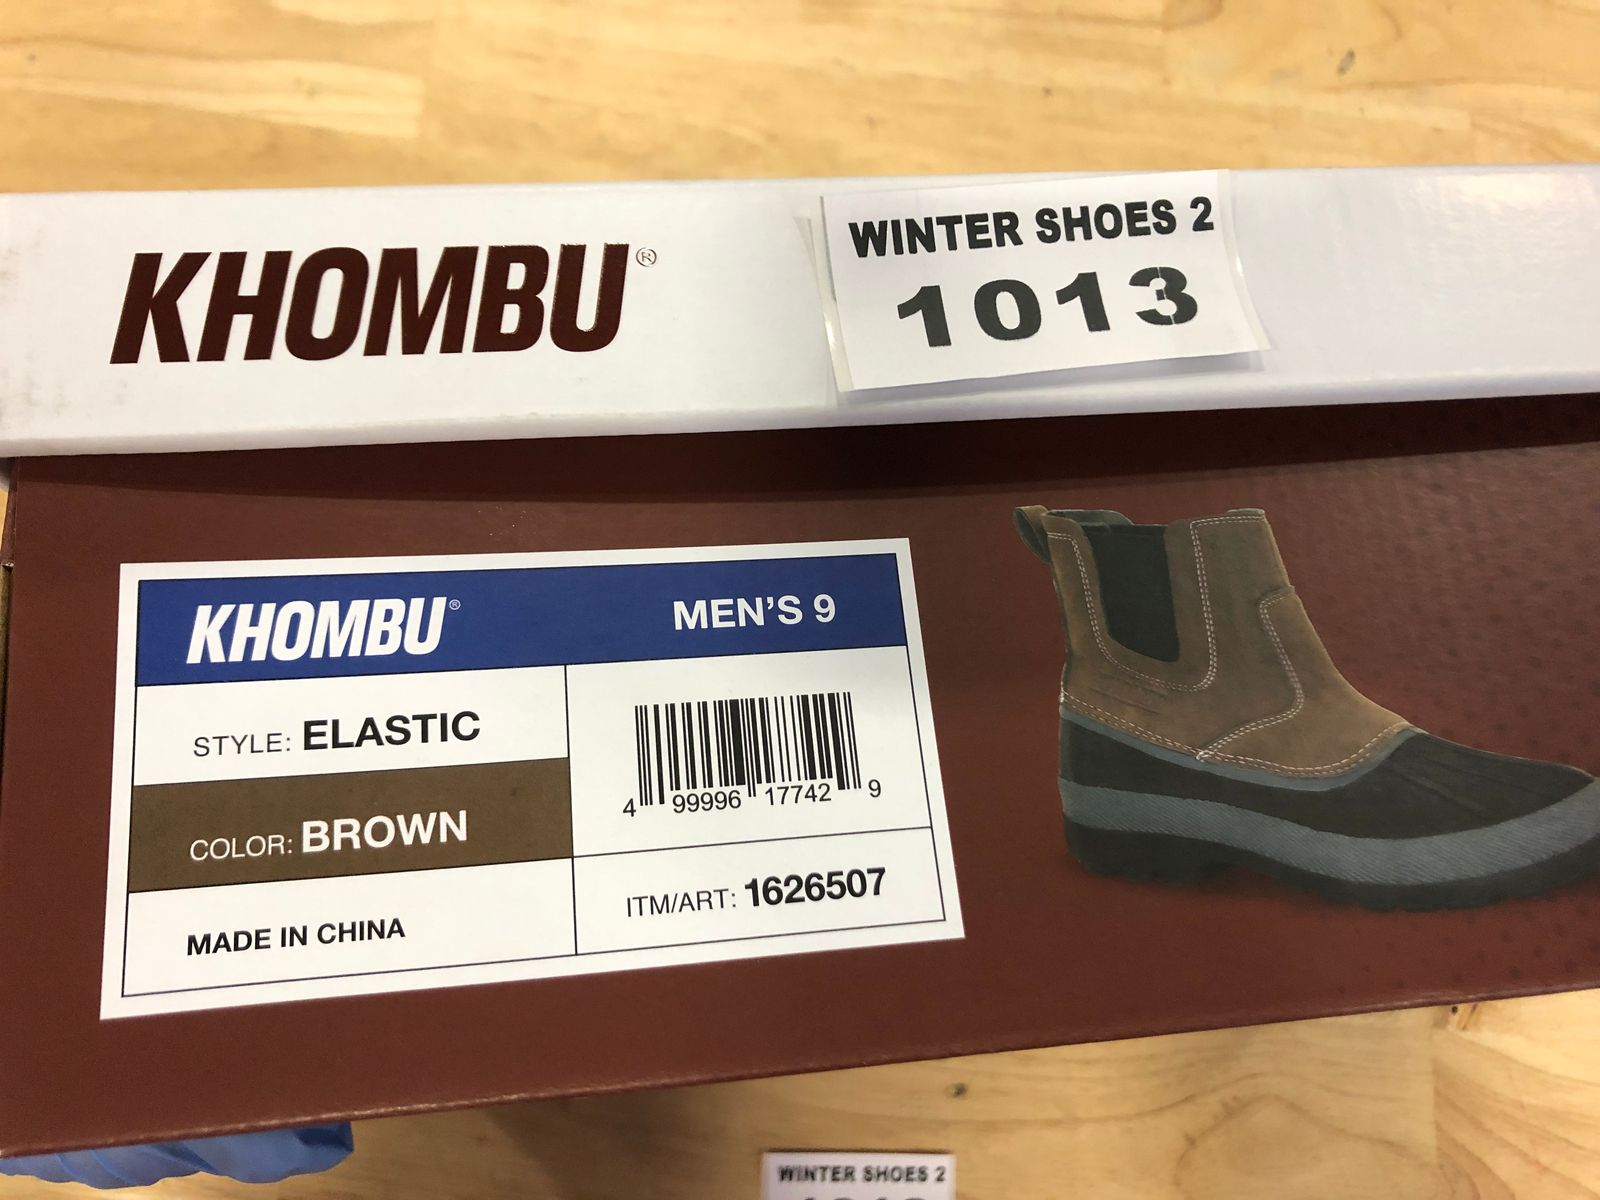 KHOMBU®
WINTER SHOES 2
1013
KHOMBU®
MEN'S 9
STYLE: ELASTIC
COLOR: BROWN
MADE IN CHINA
4 99996 17742 9
ITM/ART: 1626507
WINTER SHOES 2